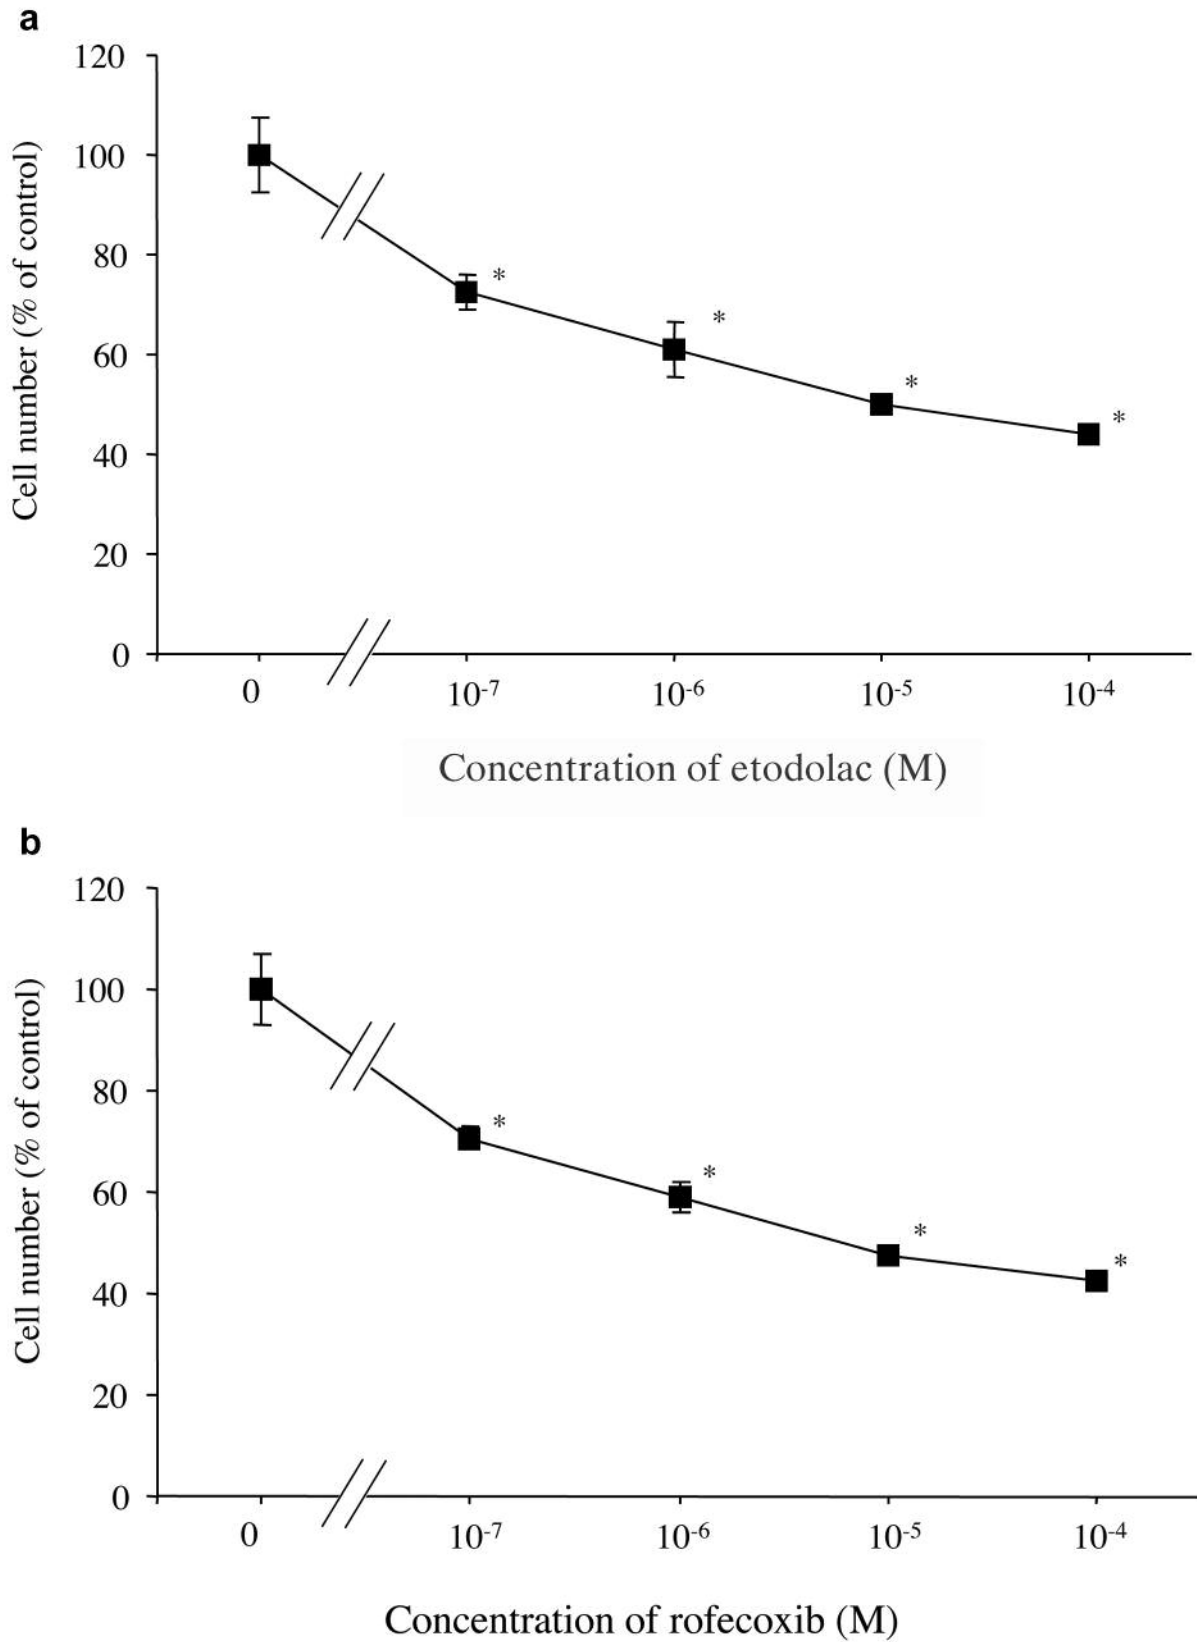 a
120
100
80
60
40
20
0
Cell number (% of control)
*
*
*
*
0 10-7 10-6 10-5 10-4
Concentration of etodolac (M)
b
120
100
80
60
40
20
0
Cell number (% of control)
*
*
*
*
0 10-7 10-6 10-5 10-4
Concentration of rofecoxib (M)